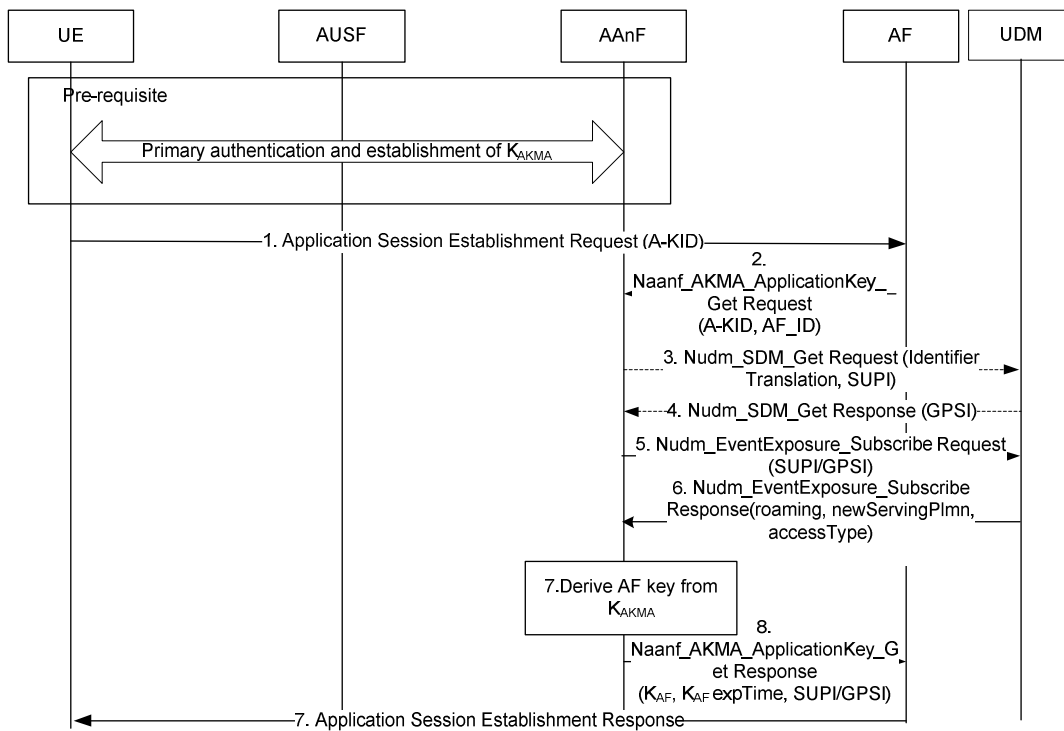 UE
AUSF
AAnF
AF
UDM
Pre-requisite
Primary authentication and establishment of KAKMA
1. Application Session Establishment Request (A-KID)
2.
Naanf_AKMA_ApplicationKey_
Get Request
(A-KID, AF_ID)
3. Nudm_SDM_Get Request (Identifier
Translation, SUPI)
4. Nudm_SDM_Get Response (GPSI)
5. Nudm_EventExposure_Subscribe Request
(SUPI/GPSI)
6. Nudm_EventExposure_Subscribe
Response(roaming, newServingPlmn,
accessType)
7.Derive AF key from
KAKMA
8.
Naanf_AKMA_ApplicationKey_G
et Response
(KAF, KAF expTime, SUPI/GPSI)
7. Application Session Establishment Response